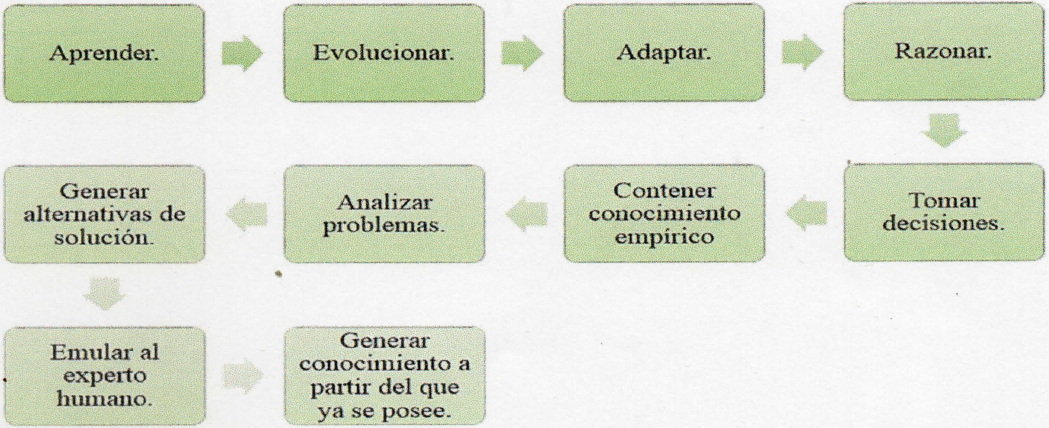 Aprender.
Evolucionar.
Adaptar.
Razonar.
Tomar
decisiones.
Contener
conocimiento
empírico
Analizar
problemas.
Generar
alternativas de
solución.
Emular al
experto
humano.
Generar
conocimiento a
partir del que
ya se posee.